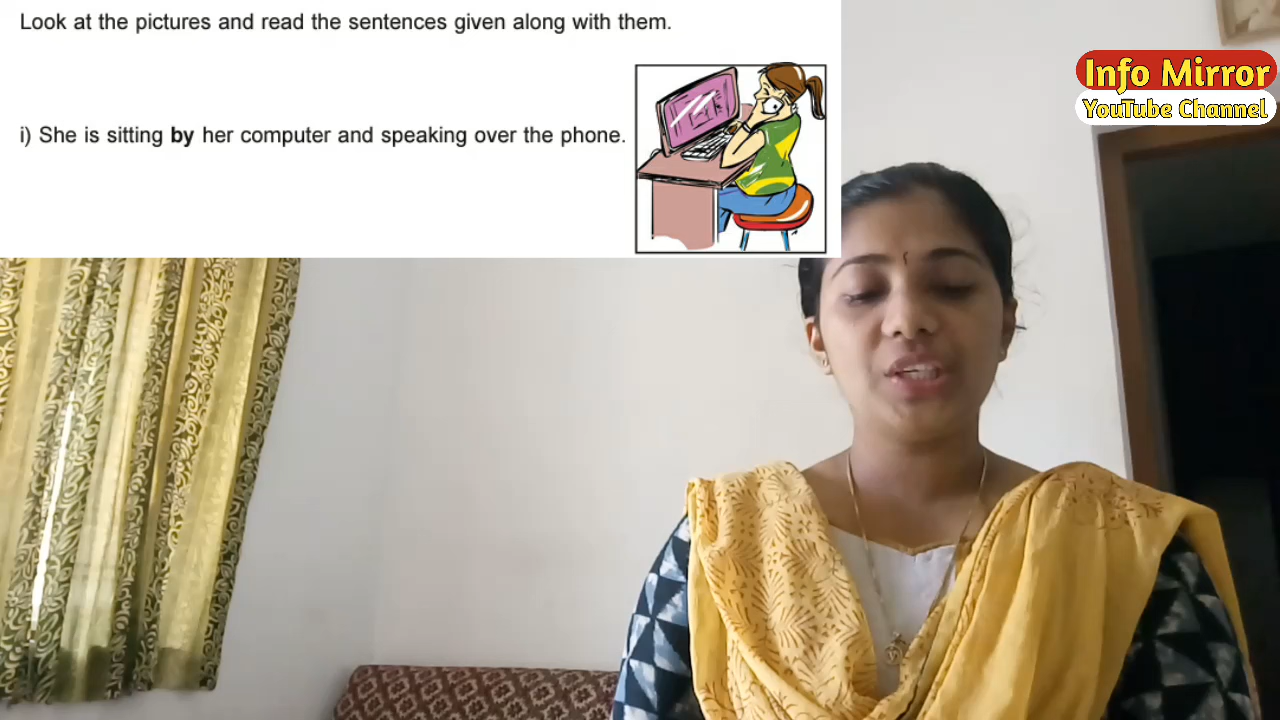 Look at the pictures and read the sentences given along with them.
i) She is sitting by her computer and speaking over the phone.
Info Mirror
YouTube Channel